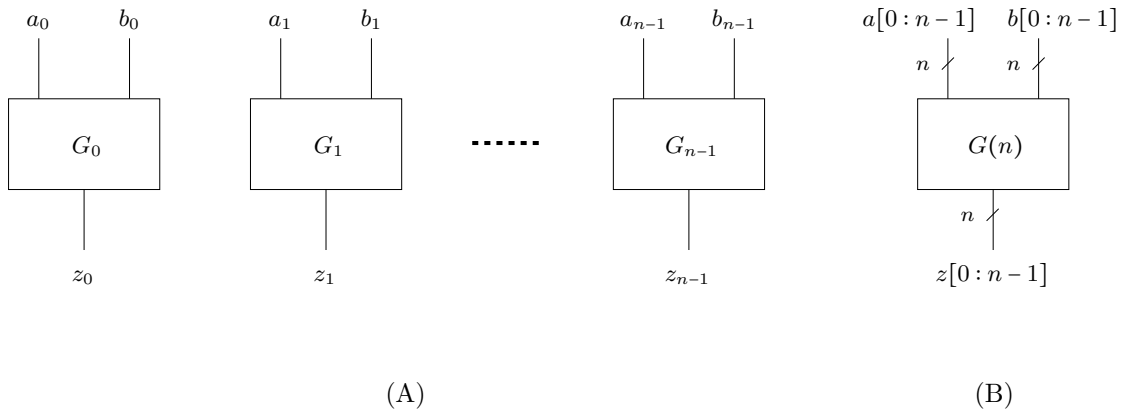 a₀ b₀ a₁ b₁ aₙ₋₁ bₙ₋₁ a[0 : n − 1] b[0 : n − 1]
n n
G₀ G₁ Gₙ₋₁ G(n)
n
z₀ z₁ zₙ₋₁ z[0 : n − 1]
(A) (B)